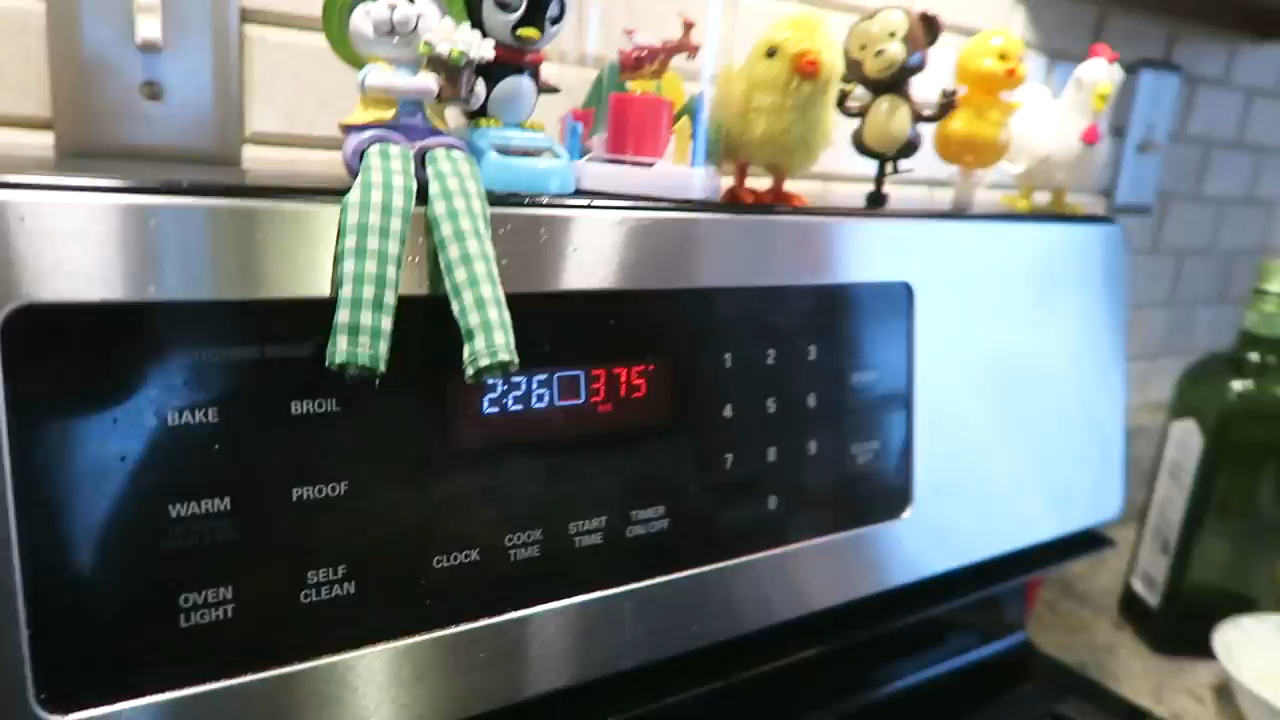 2:26 375°
1 2 3
BAKE BROIL
4 5 6
7 8 9
WARM PROOF
0
CLOCK COOK TIME START TIME TIMER ON/OFF
OVEN LIGHT SELF CLEAN